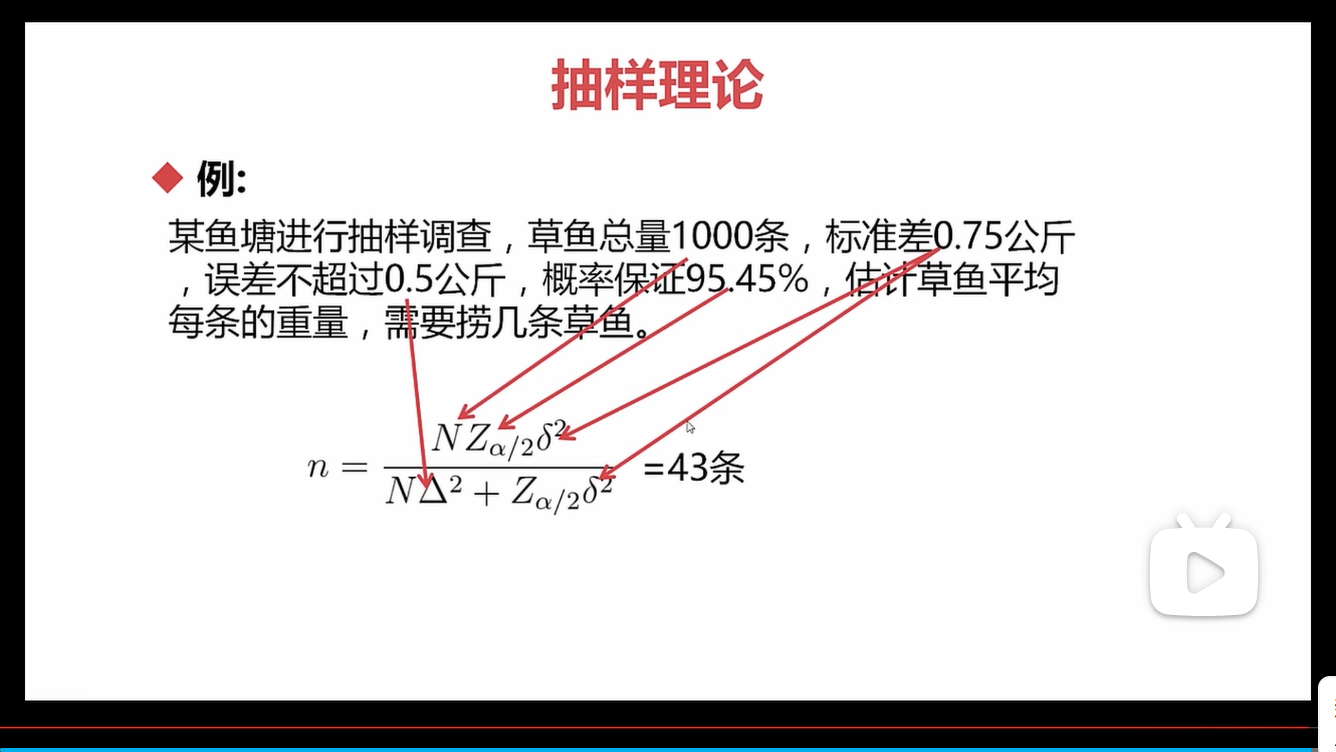 抽样理论
例:
某鱼塘进行抽样调查，草鱼总量1000条，标准差0.75公斤
，误差不超过0.5公斤，概率保证95.45%，估计草鱼平均
每条的重量，需要捞几条草鱼。
n = \frac{N Z_{\alpha/2} \delta^2}{N \Delta^2 + Z_{\alpha/2} \delta^2} =43条